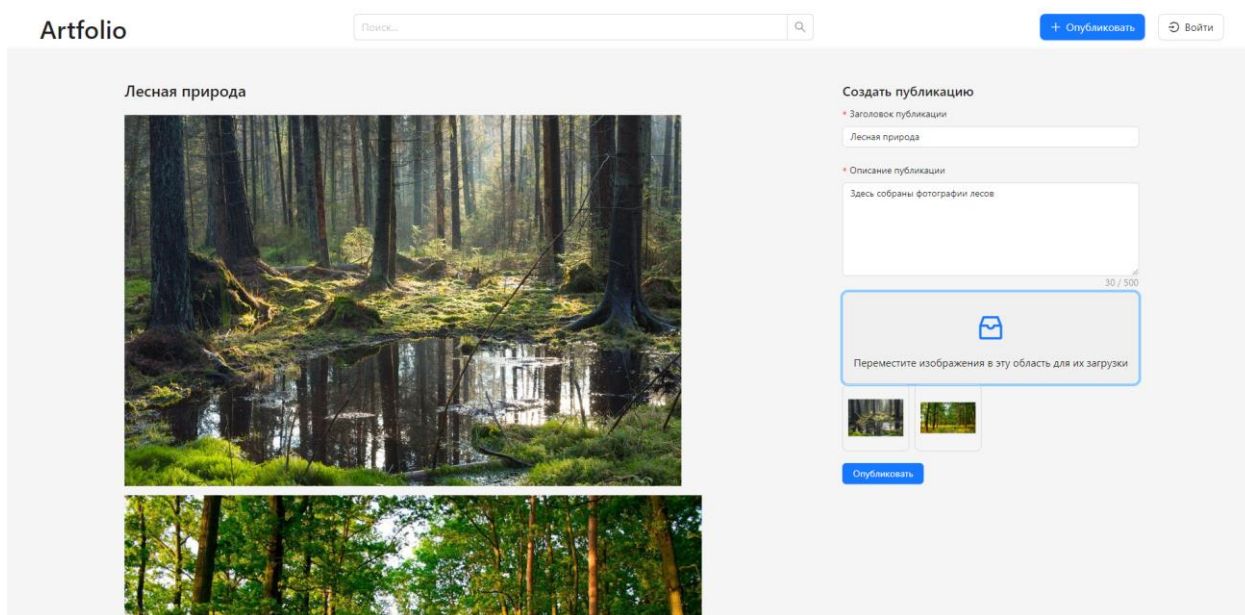 Artfolio
Поиск...
Опубликовать
Войти
Лесная природа
Создать публикацию
* Заголовок публикации
Лесная природа
* Описание публикации
Здесь собраны фотографии лесов
30 / 500
Переместите изображения в эту область для их загрузки
Опубликовать